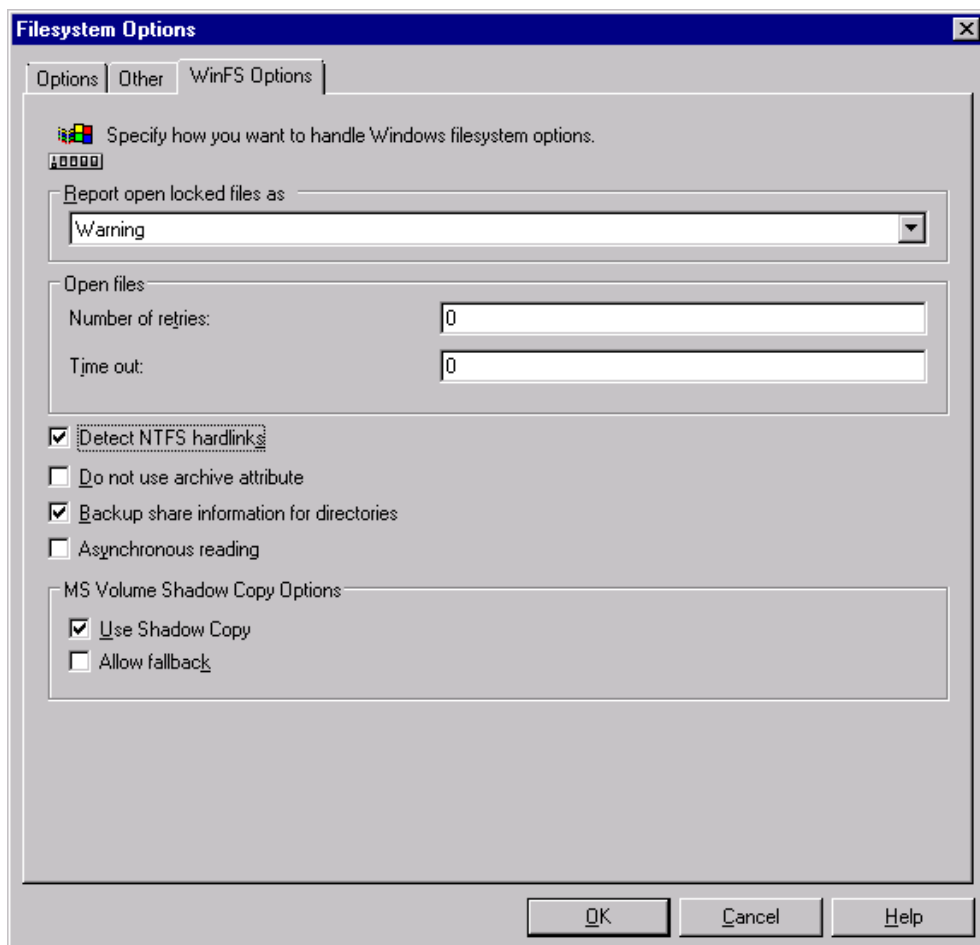 Filesystem Options
Options Other WinFS Options
Specify how you want to handle Windows filesystem options.
Report open locked files as
Warning
Open files
Number of retries: 0
Time out: 0
Detect NTFS hardlinks
Do not use archive attribute
Backup share information for directories
Asynchronous reading
MS Volume Shadow Copy Options
Use Shadow Copy
Allow fallback
OK Cancel Help